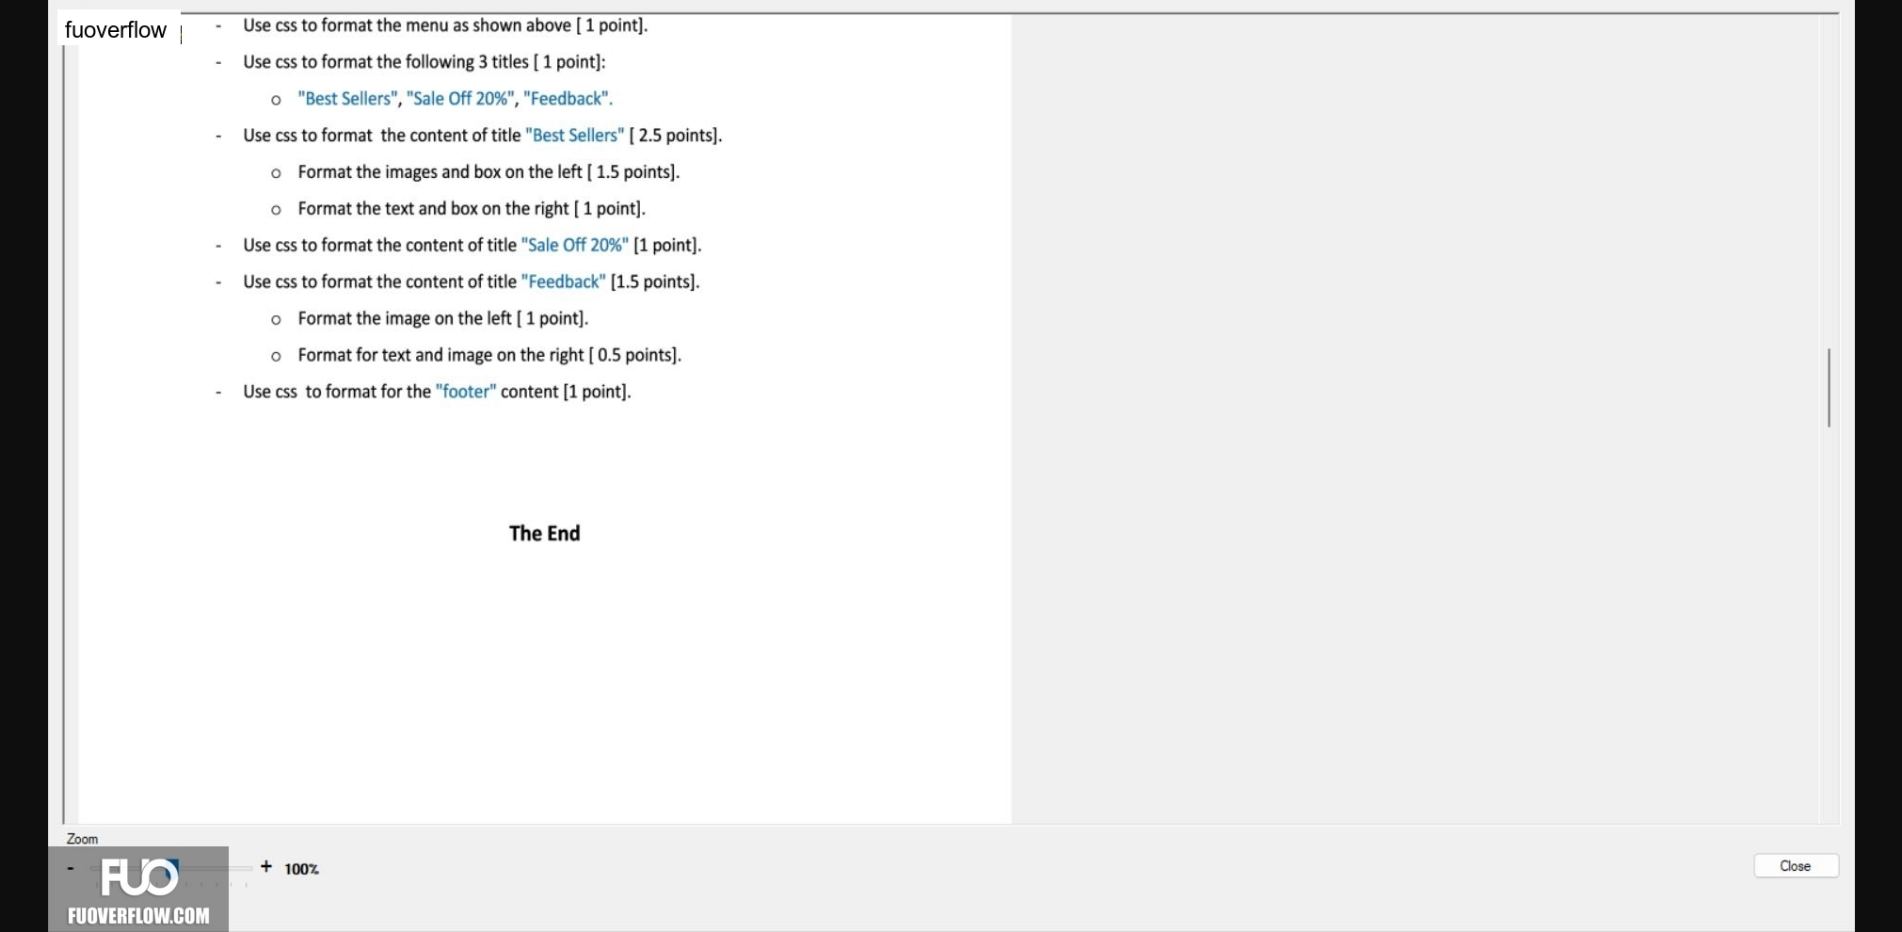 fuoverflow
- Use css to format the menu as shown above [ 1 point].
- Use css to format the following 3 titles [ 1 point]:
o "Best Sellers", "Sale Off 20%", "Feedback".
- Use css to format  the content of title "Best Sellers" [ 2.5 points].
o Format the images and box on the left [ 1.5 points].
o Format the text and box on the right [ 1 point].
- Use css to format the content of title "Sale Off 20%" [1 point].
- Use css to format the content of title "Feedback" [1.5 points].
o Format the image on the left [ 1 point].
o Format for text and image on the right [ 0.5 points].
- Use css  to format for the "footer" content [1 point].
The End
Zoom
- + 100%
Close
FUO
FUOVERFLOW.COM